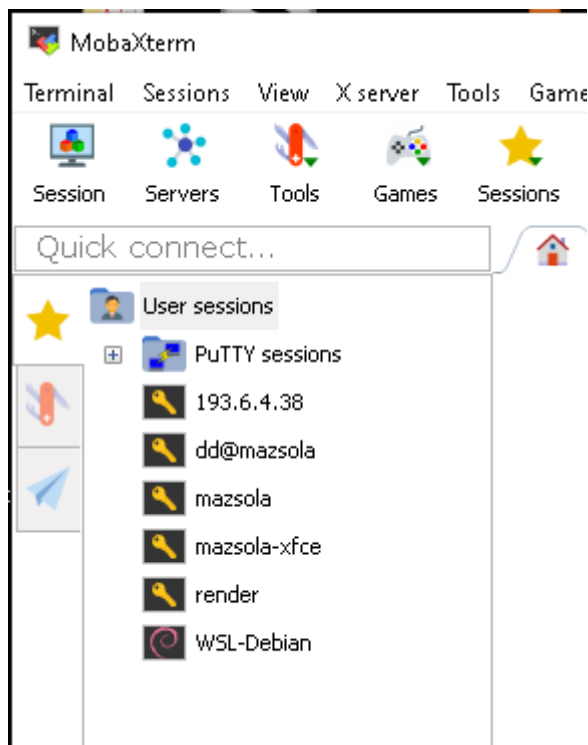 MobaXterm
Terminal Sessions View X server Tools Game
Session Servers Tools Games Sessions
Quick connect...
User sessions
PuTTY sessions
193.6.4.38
dd@mazsola
mazsola
mazsola-xfce
render
WSL-Debian